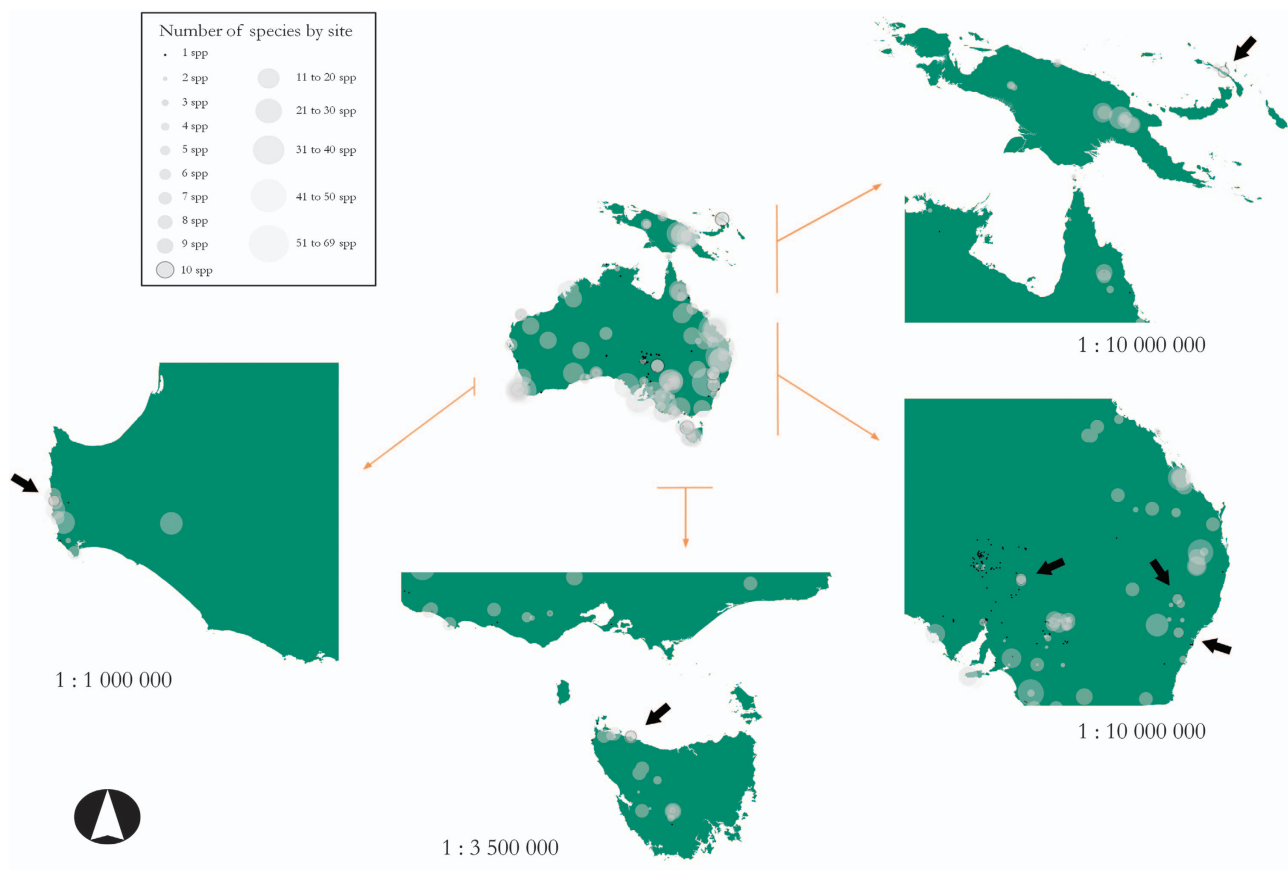 Number of species by site
1 spp
2 spp
3 spp
4 spp
5 spp
6 spp
7 spp
8 spp
9 spp
10 spp
11 to 20 spp
21 to 30 spp
31 to 40 spp
41 to 50 spp
51 to 69 spp
1 : 10 000 000
1 : 1 000 000
1 : 10 000 000
1 : 3 500 000